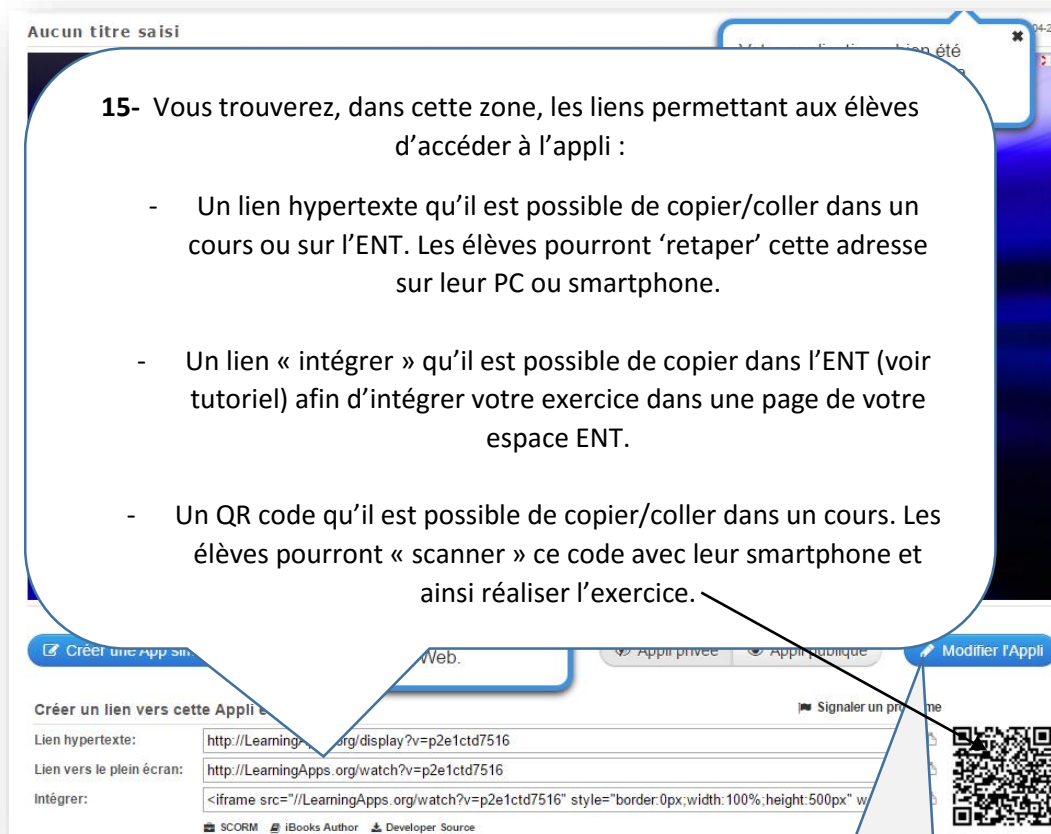 Aucun titre saisi
été
15- Vous trouverez, dans cette zone, les liens permettant aux élèves
d’accéder à l’appli :
- Un lien hypertexte qu’il est possible de copier/coller dans un
cours ou sur l’ENT. Les élèves pourront ‘retaper’ cette adresse
sur leur PC ou smartphone.
- Un lien « intégrer » qu’il est possible de copier dans l’ENT (voir
tutoriel) afin d’intégrer votre exercice dans une page de votre
espace ENT.
- Un QR code qu’il est possible de copier/coller dans un cours. Les
élèves pourront « scanner » ce code avec leur smartphone et
ainsi réaliser l’exercice.
Créer une App sim
Web.
Appli privée
Appli publique
Modifier l'Appli
Créer un lien vers cette Appli
Signaler un
Lien hypertexte: http://LearningApps.org/display?v=p2e1ctd7516
Lien vers le plein écran: http://LearningApps.org/watch?v=p2e1ctd7516
Intégrer: <iframe src="//LearningApps.org/watch?v=p2e1ctd7516" style="border:0px;width:100%;height:500px" w
SCORM iBooks Author Developer Source